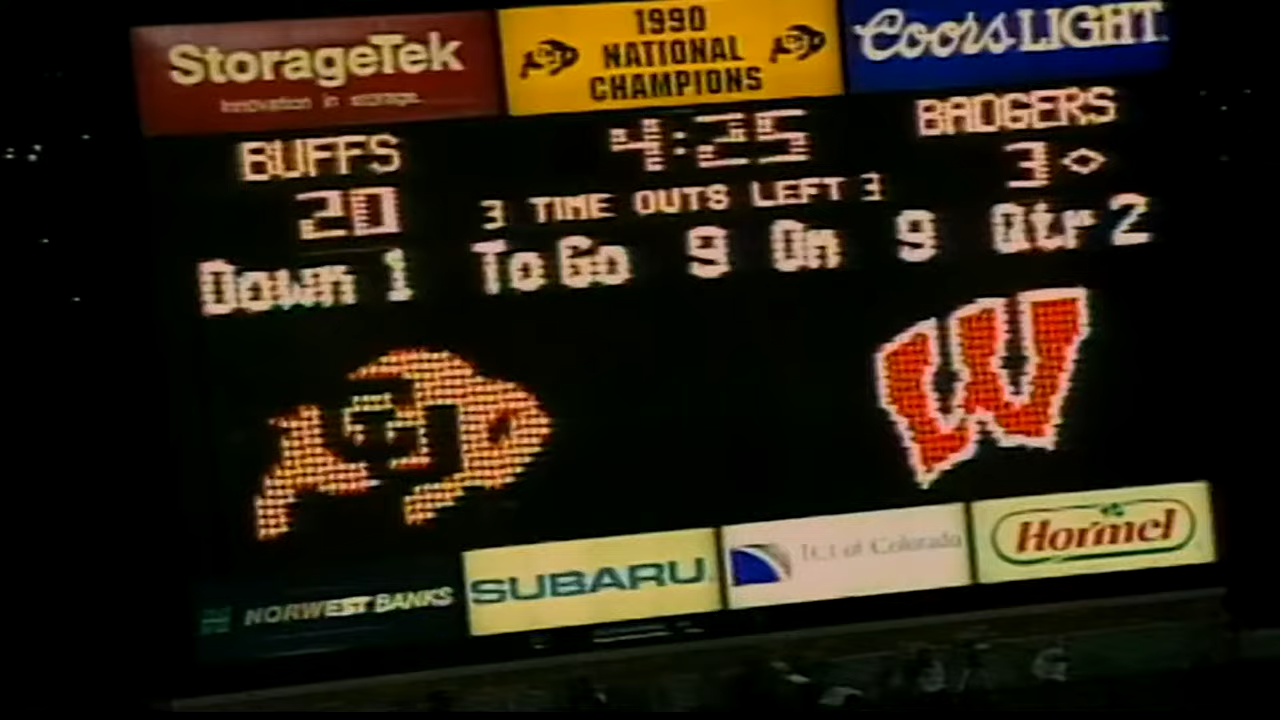 StorageTek
Innovation in storage.
1990
NATIONAL
CHAMPIONS
Coors LIGHT
BUFFS
4:25
BADGERS
20
3
3 TIME OUTS LEFT 3
Down 1 To Go 9 On 9 Qtr 2
W
NORWEST BANKS
SUBARU
TCI of Colorado
Hormel